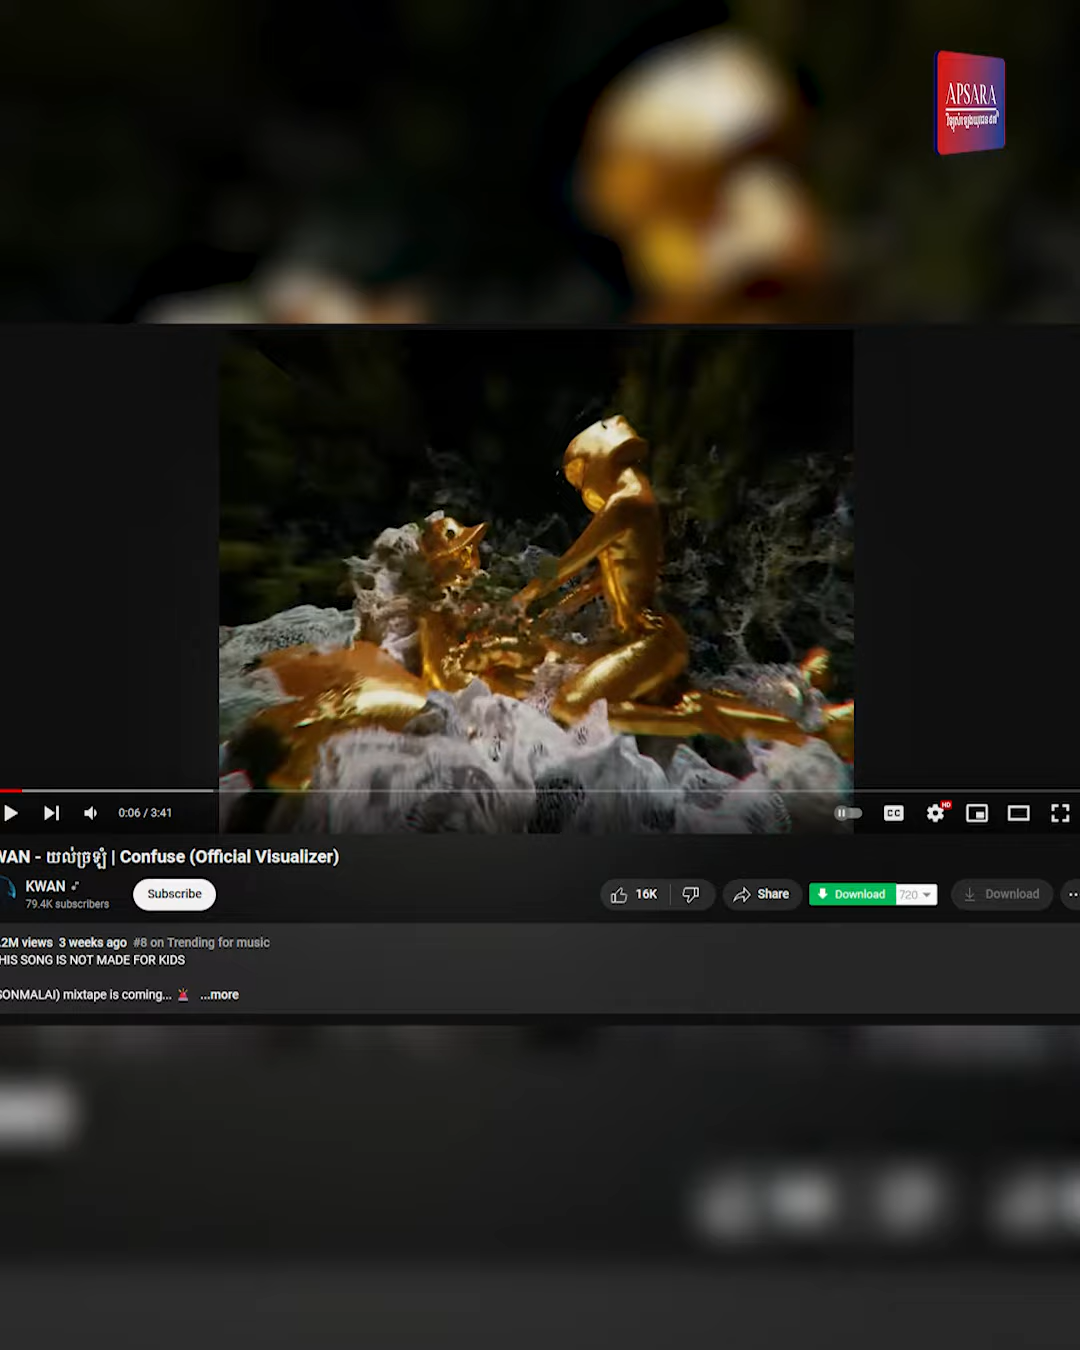 APSARA
HD
0:06 / 3:41
CC
WAN - យល់ច្រឡំ | Confuse (Official Visualizer)
KWAN
79.4K subscribers
Subscribe
16K
Share
Download
720
Download
.2M views 3 weeks ago #8 on Trending for music
HIS SONG IS NOT MADE FOR KIDS
SONMALAI) mixtape is coming... 🚨 ...more